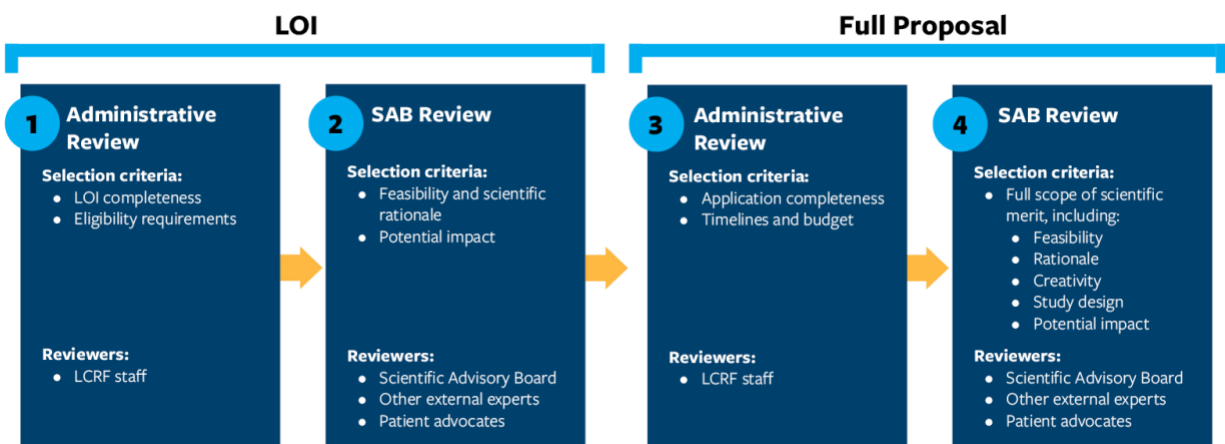 LOI
Full Proposal
1
Administrative
Review
Selection criteria:
● LOI completeness
● Eligibility requirements
Reviewers:
● LCRF staff
2
SAB Review
Selection criteria:
● Feasibility and scientific
rationale
● Potential impact
Reviewers:
● Scientific Advisory Board
● Other external experts
● Patient advocates
3
Administrative
Review
Selection criteria:
● Application completeness
● Timelines and budget
Reviewers:
● LCRF staff
4
SAB Review
Selection criteria:
● Full scope of scientific
merit, including:
● Feasibility
● Rationale
● Creativity
● Study design
● Potential impact
Reviewers:
● Scientific Advisory Board
● Other external experts
● Patient advocates